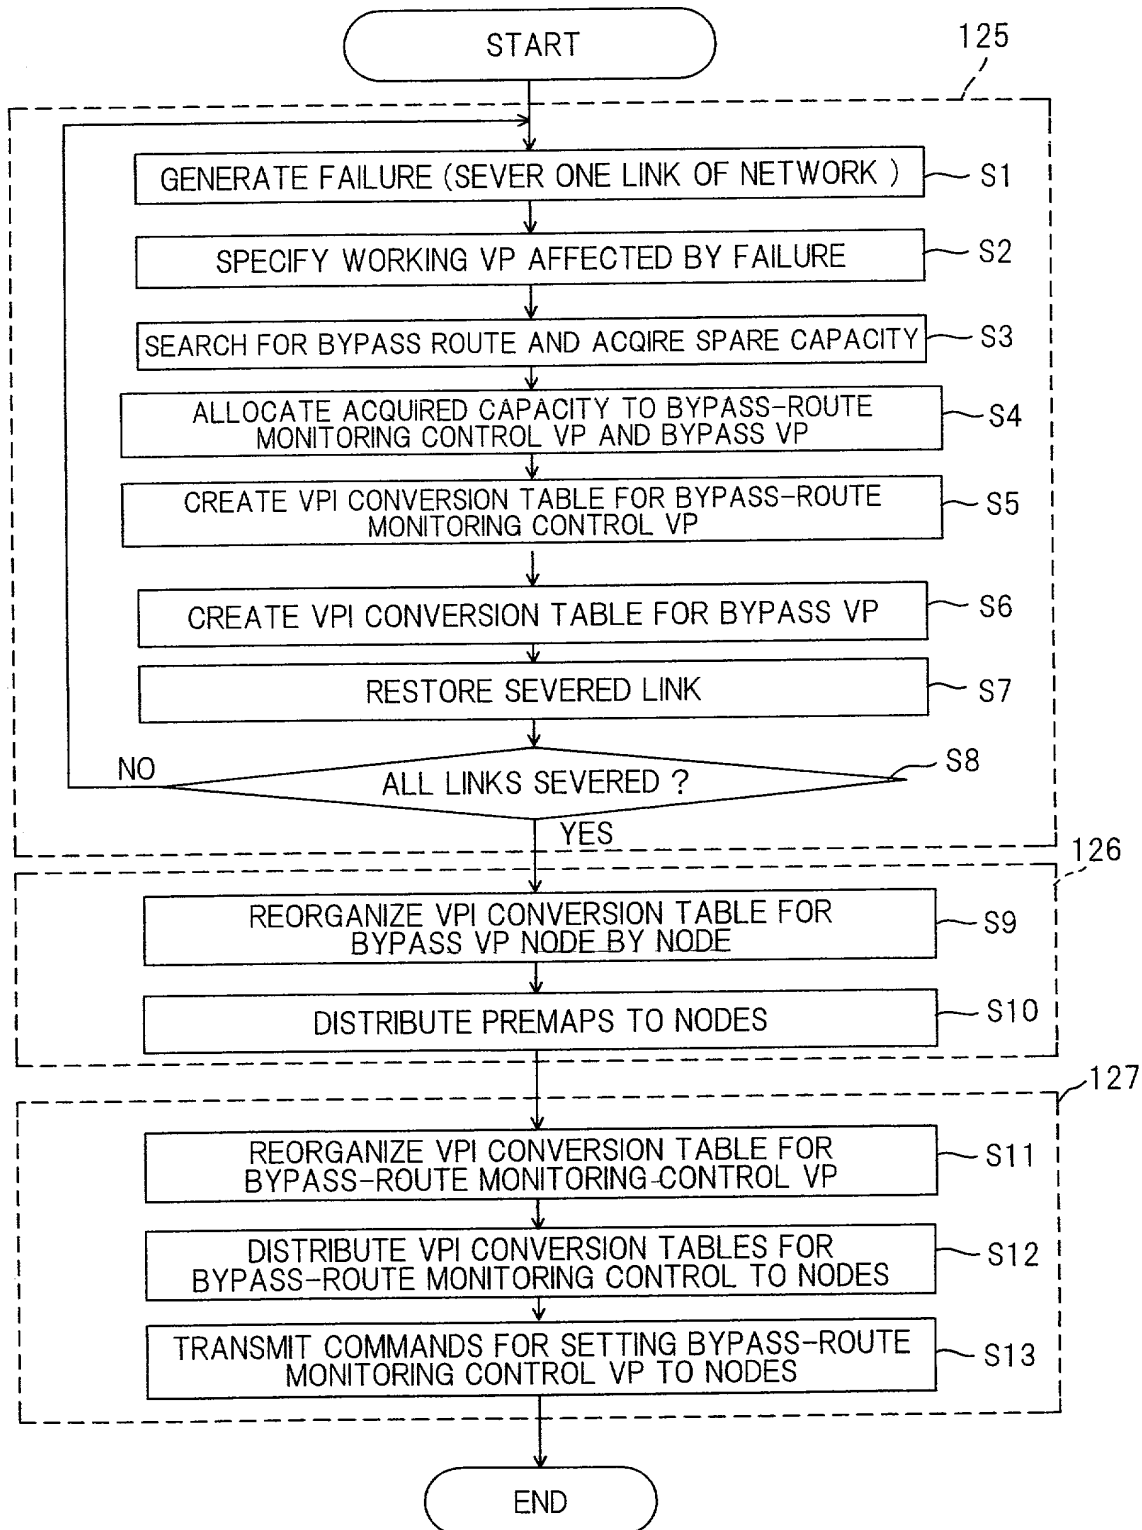 START
125
GENERATE FAILURE (SEVER ONE LINK OF NETWORK )
S1
SPECIFY WORKING VP AFFECTED BY FAILURE
S2
SEARCH FOR BYPASS ROUTE AND ACQIRE SPARE CAPACITY
S3
ALLOCATE ACQUIRED CAPACITY TO BYPASS-ROUTE
MONITORING CONTROL VP AND BYPASS VP
S4
CREATE VPI CONVERSION TABLE FOR BYPASS-ROUTE
MONITORING CONTROL VP
S5
CREATE VPI CONVERSION TABLE FOR BYPASS VP
S6
RESTORE SEVERED LINK
S7
NO
ALL LINKS SEVERED ?
S8
YES
126
REORGANIZE VPI CONVERSION TABLE FOR
BYPASS VP NODE BY NODE
S9
DISTRIBUTE PREMAPS TO NODES
S10
127
REORGANIZE VPI CONVERSION TABLE FOR
BYPASS-ROUTE MONITORING-CONTROL VP
S11
DISTRIBUTE VPI CONVERSION TABLES FOR
BYPASS-ROUTE MONITORING CONTROL TO NODES
S12
TRANSMIT COMMANDS FOR SETTING BYPASS-ROUTE
MONITORING CONTROL VP TO NODES
S13
END